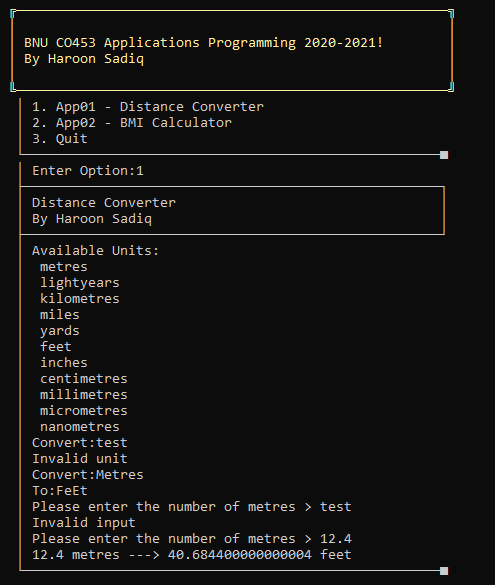 BNU CO453 Applications Programming 2020-2021!
By Haroon Sadiq
1. App01 - Distance Converter
2. App02 - BMI Calculator
3. Quit
Enter Option:1
Distance Converter
By Haroon Sadiq
Available Units:
metres
lightyears
kilometres
miles
yards
feet
inches
centimetres
millimetres
micrometres
nanometres
Convert:test
Invalid unit
Convert:Metres
To:FeEt
Please enter the number of metres > test
Invalid input
Please enter the number of metres > 12.4
12.4 metres ---> 40.684400000000004 feet